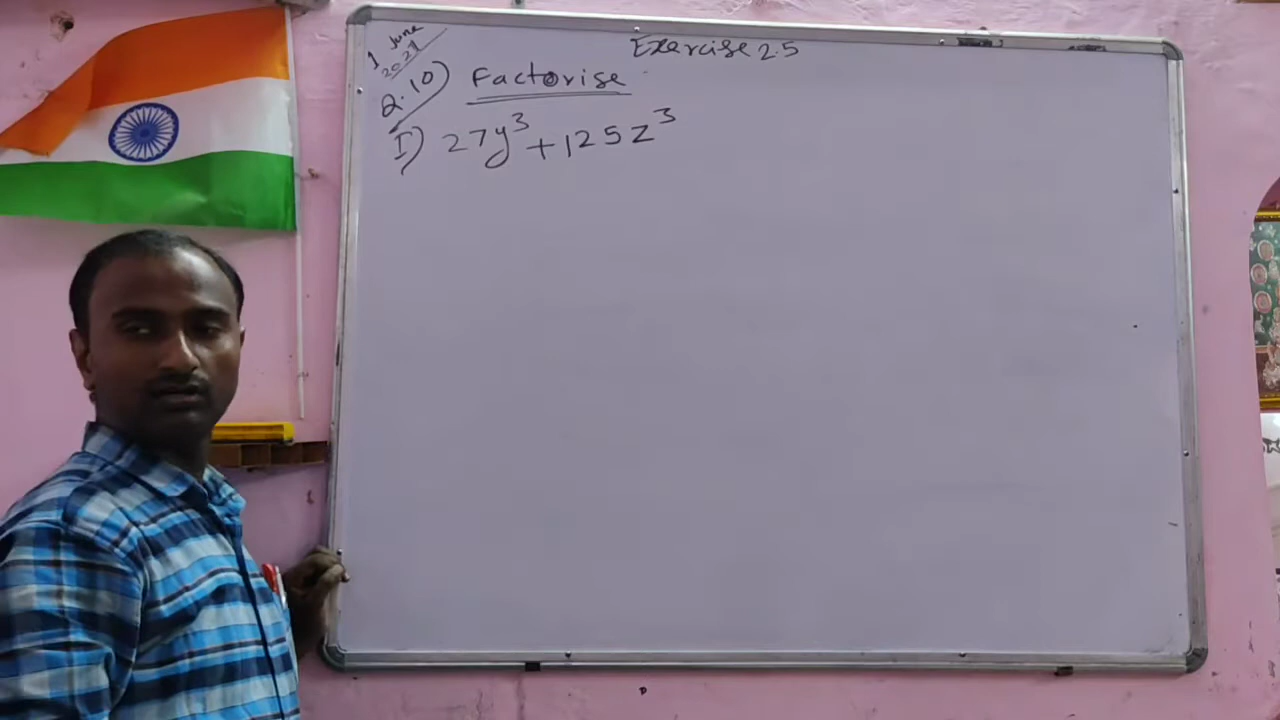 1 June
2021
Exercise 2.5
Q.10) Factorise
I) 27y³ + 125z³